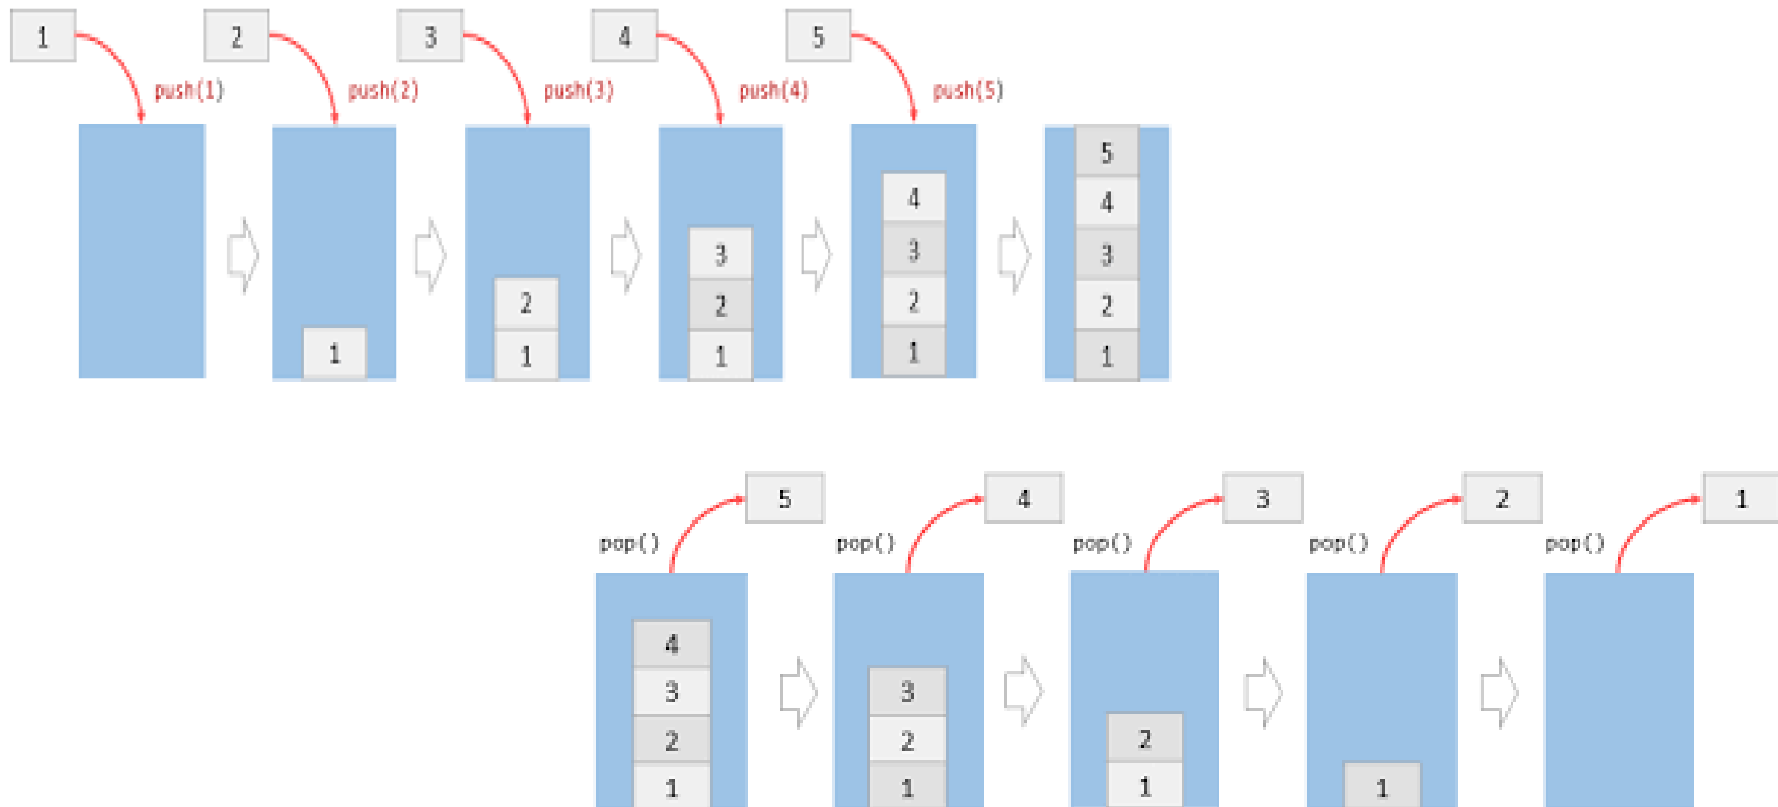 1 2 3 4 5
push(1) push(2) push(3) push(4) push(5)
5
4 4
3 3 3
2 2 2 2
1 1 1 1 1
5 4 3 2 1
pop() pop() pop() pop() pop()
4
3 3
2 2 2
1 1 1 1